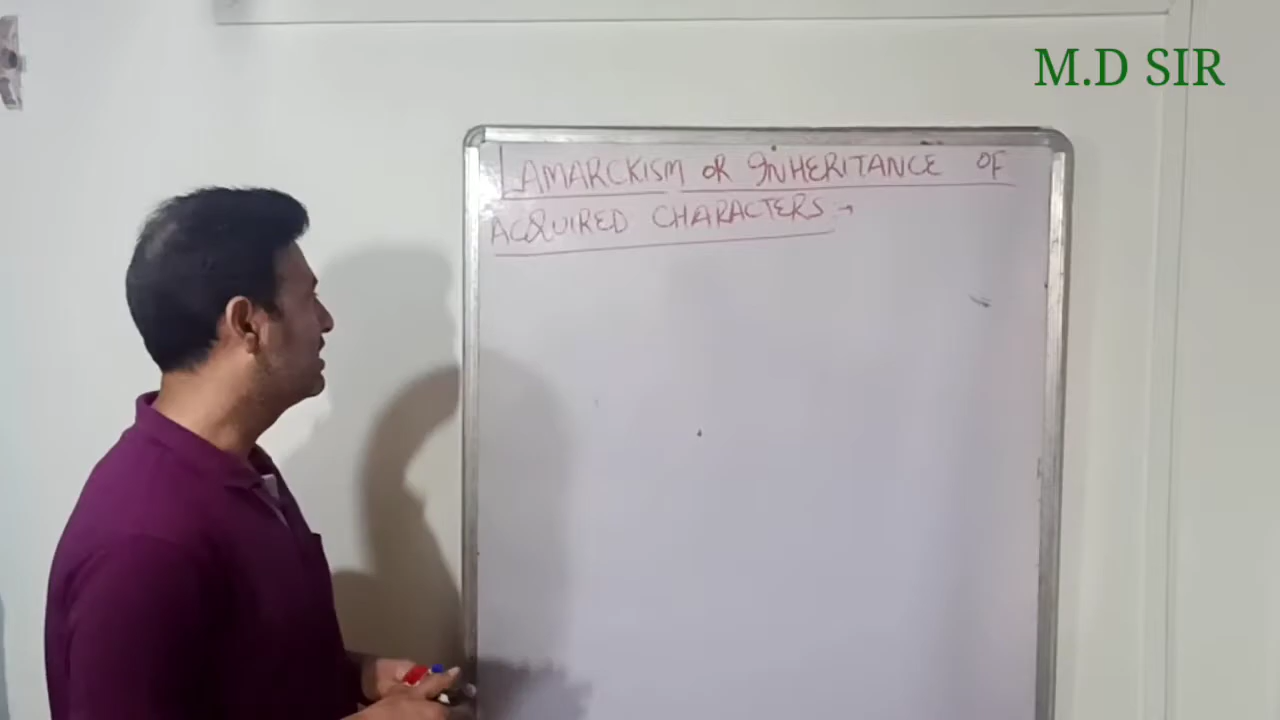 M.D SIR
LAMARCKISM OR INHERITANCE OF
ACQUIRED CHARACTERS :→